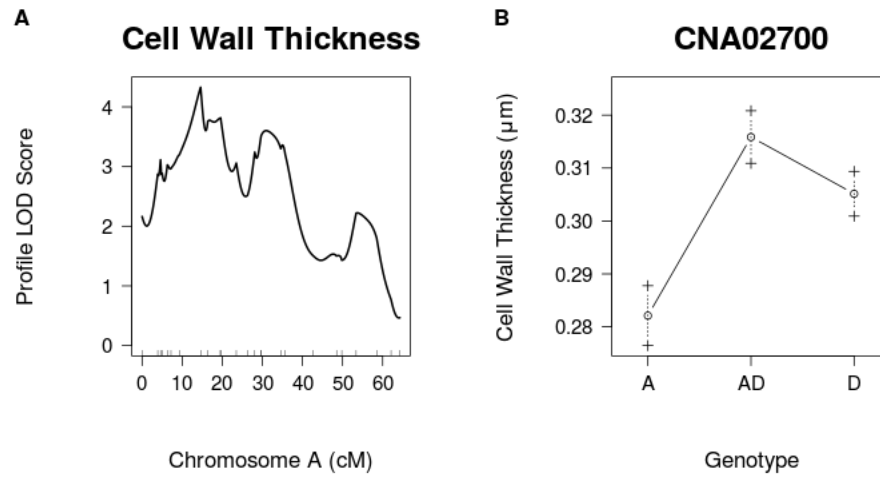 A
Cell Wall Thickness
Profile LOD Score
4
3
2
1
0
0 10 20 30 40 50 60
Chromosome A (cM)
B
CNA02700
Cell Wall Thickness (μm)
0.32
0.31
0.30
0.29
0.28
A AD D
Genotype